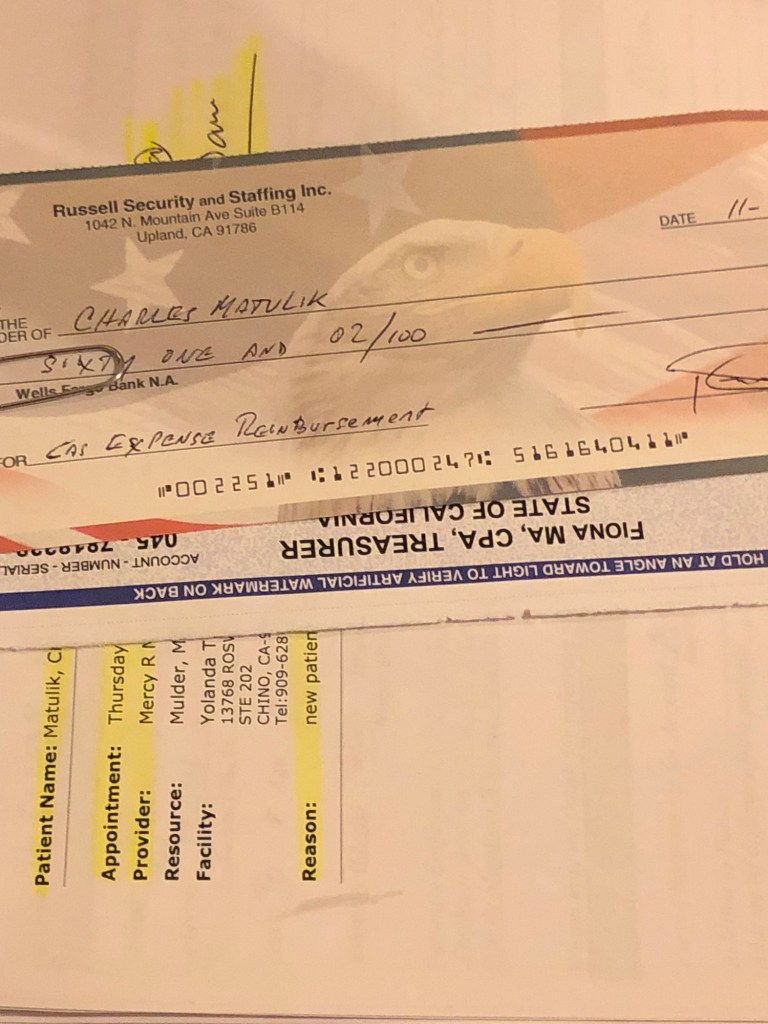 am
Russell Security and Staffing Inc.
1042 N. Mountain Ave Suite B114
Upland, CA 91786
DATE 11-
THE
DER OF CHARLES MATULIK
SIXTY ONE AND 02/100
Wells Fargo Bank N.A.
FOR GAS EXPENSE REIMBURSEMENT
HOLD AT AN ANGLE TOWARD LIGHT TO VERIFY ARTIFICIAL WATERMARK ON BACK
ACCOUNT - NUMBER - SERIAL
045
FIONA MA, CPA, TREASURER
STATE OF CALIFORNIA
Patient Name: Matulik, C
Appointment: Thursday
Provider: Mercy R
Resource: Mulder, M
Facility: Yolanda T
13768 ROSW
STE 202
CHINO, CA-9
Tel:909-628
Reason: new patien